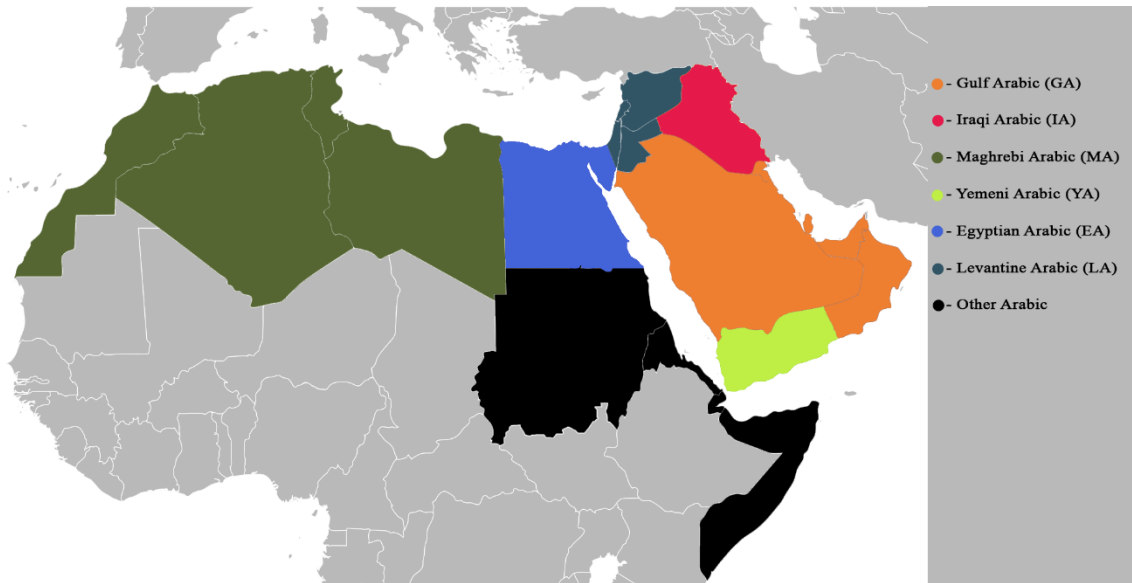 - Gulf Arabic (GA)
- Iraqi Arabic (IA)
- Maghrebi Arabic (MA)
- Yemeni Arabic (YA)
- Egyptian Arabic (EA)
- Levantine Arabic (LA)
- Other Arabic